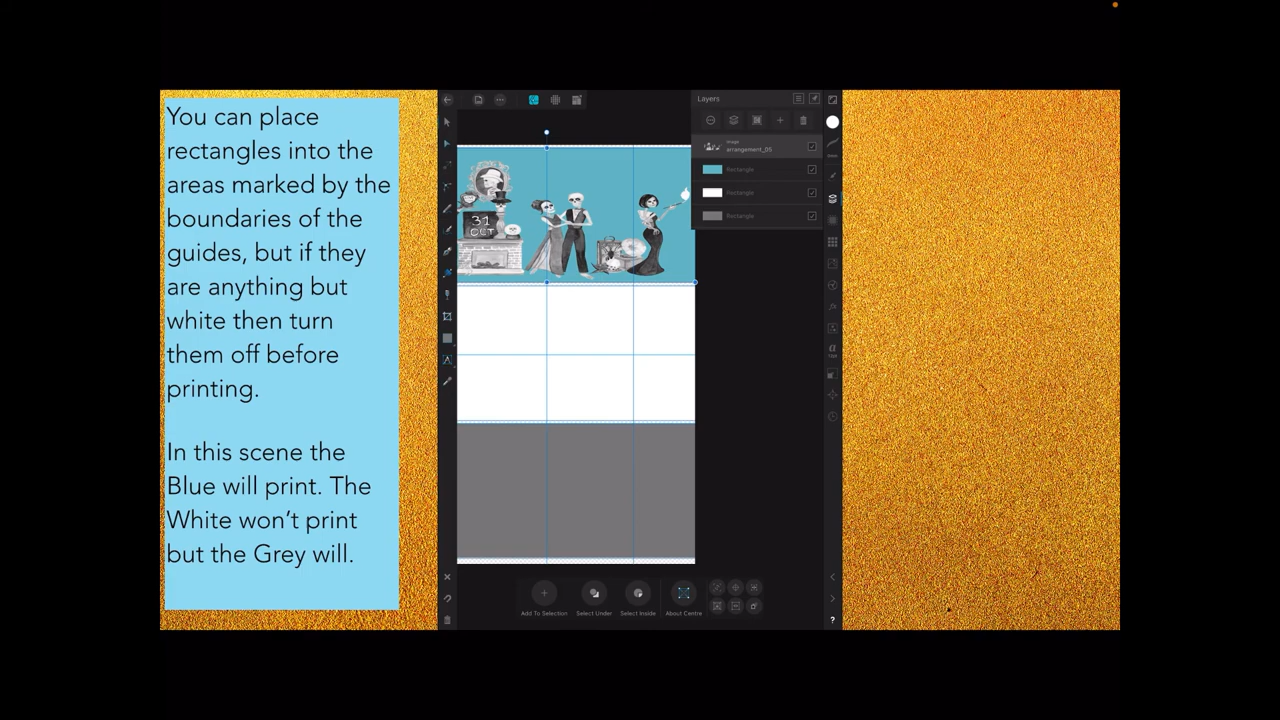 You can place
rectangles into the
areas marked by the
boundaries of the
guides, but if they
are anything but
white then turn
them off before
printing.
In this scene the
Blue will print. The
White won't print
but the Grey will.
Layers
Image
arrangement_05
Rectangle
Rectangle
Rectangle
31
OCT
Add To Selection
Select Under
Select Inside
About Centre
?